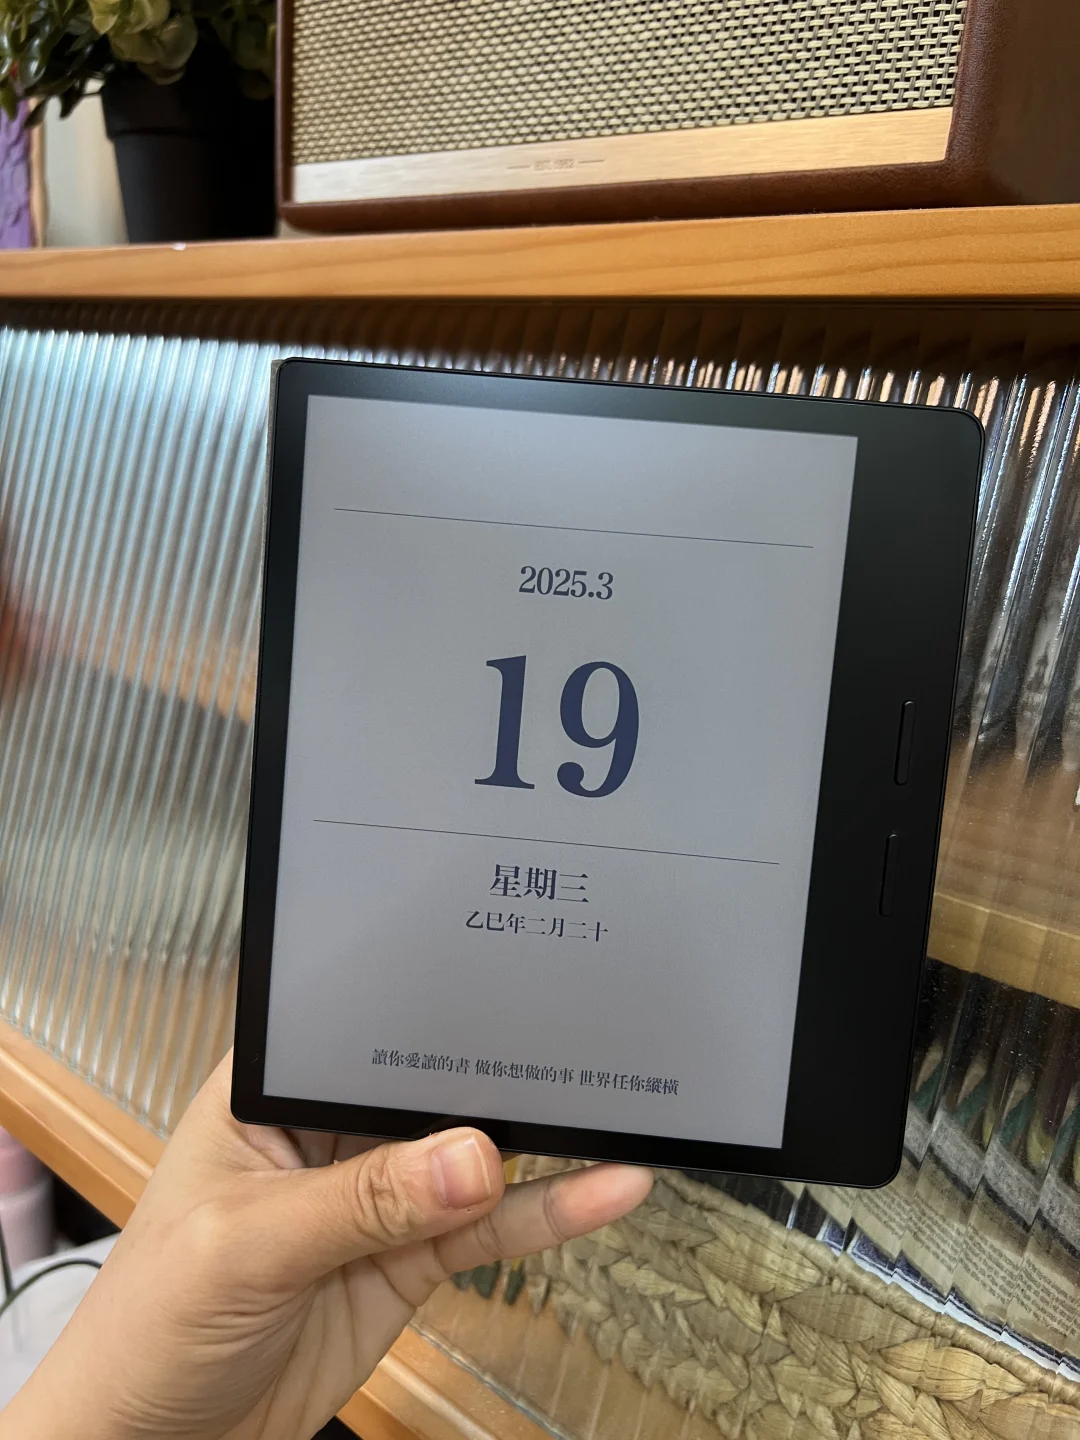 2025.3
19
星期三
乙巳年二月二十
讀你愛讀的書 做你想做的事 世界任你縱橫